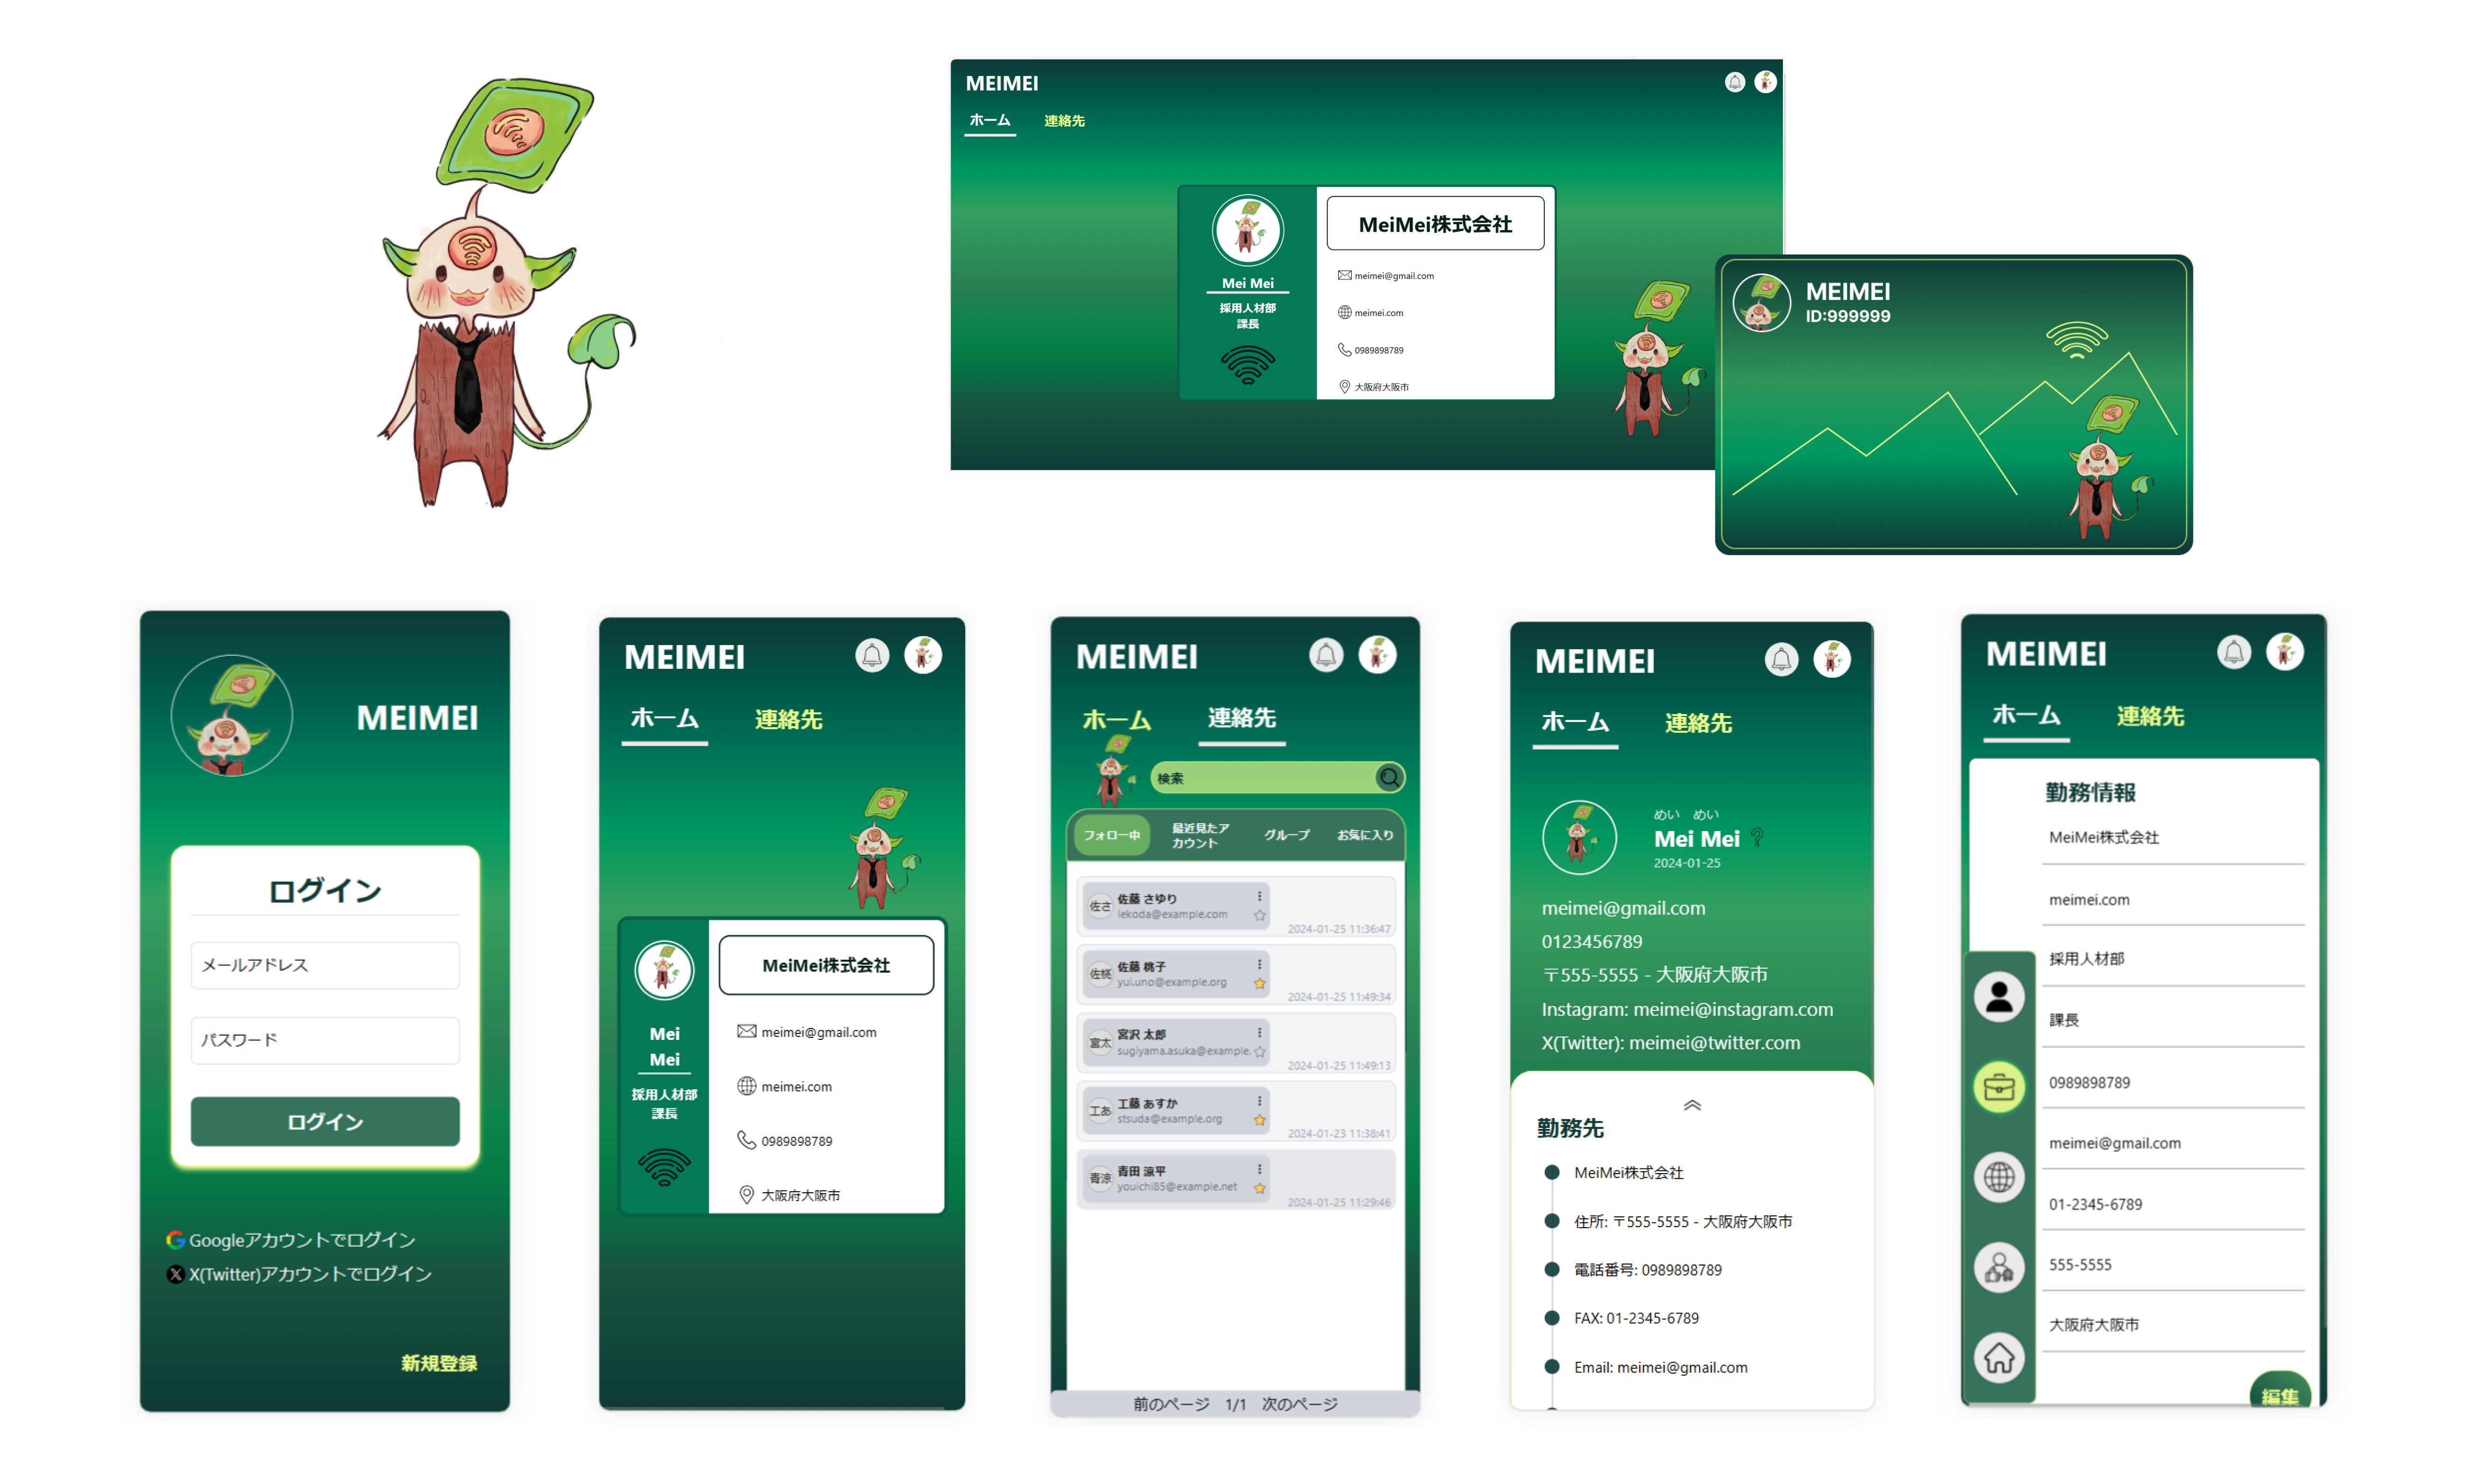 MEIMEI
ホーム 連絡先
MeiMei株式会社
Mei Mei
採用人材部
課長
meimei@gmail.com
meimei.com
0989898789
大阪府大阪市
MEIMEI
ID:999999
MEIMEI
ログイン
メールアドレス
パスワード
ログイン
Googleアカウントでログイン
X(Twitter)アカウントでログイン
新規登録
MEIMEI
ホーム 連絡先
MeiMei株式会社
Mei
Mei
採用人材部
課長
meimei@gmail.com
meimei.com
0989898789
大阪府大阪市
MEIMEI
ホーム 連絡先
検索
フォロー中 最近見たア
カウント グループ お気に入り
佐さ 佐藤 さゆり
lekoda@example.com
2024-01-25 11:36:47
佐桃 佐藤 桃子
yui.uno@example.org
2024-01-25 11:49:34
宮太 宮沢 太郎
sugiyama.asuka@example.
2024-01-25 11:49:13
工あ 工藤 あすか
stsuda@example.org
2024-01-23 11:38:41
青涼 青田 涼平
youichi85@example.net
2024-01-25 11:29:46
前のページ 1/1 次のページ
MEIMEI
ホーム 連絡先
めい めい
Mei Mei ?
2024-01-25
meimei@gmail.com
0123456789
〒555-5555 - 大阪府大阪市
Instagram: meimei@instagram.com
X(Twitter): meimei@twitter.com
勤務先
MeiMei株式会社
住所: 〒555-5555 - 大阪府大阪市
電話番号: 0989898789
FAX: 01-2345-6789
Email: meimei@gmail.com
MEIMEI
ホーム 連絡先
勤務情報
MeiMei株式会社
meimei.com
採用人材部
課長
0989898789
meimei@gmail.com
01-2345-6789
555-5555
大阪府大阪市
編集